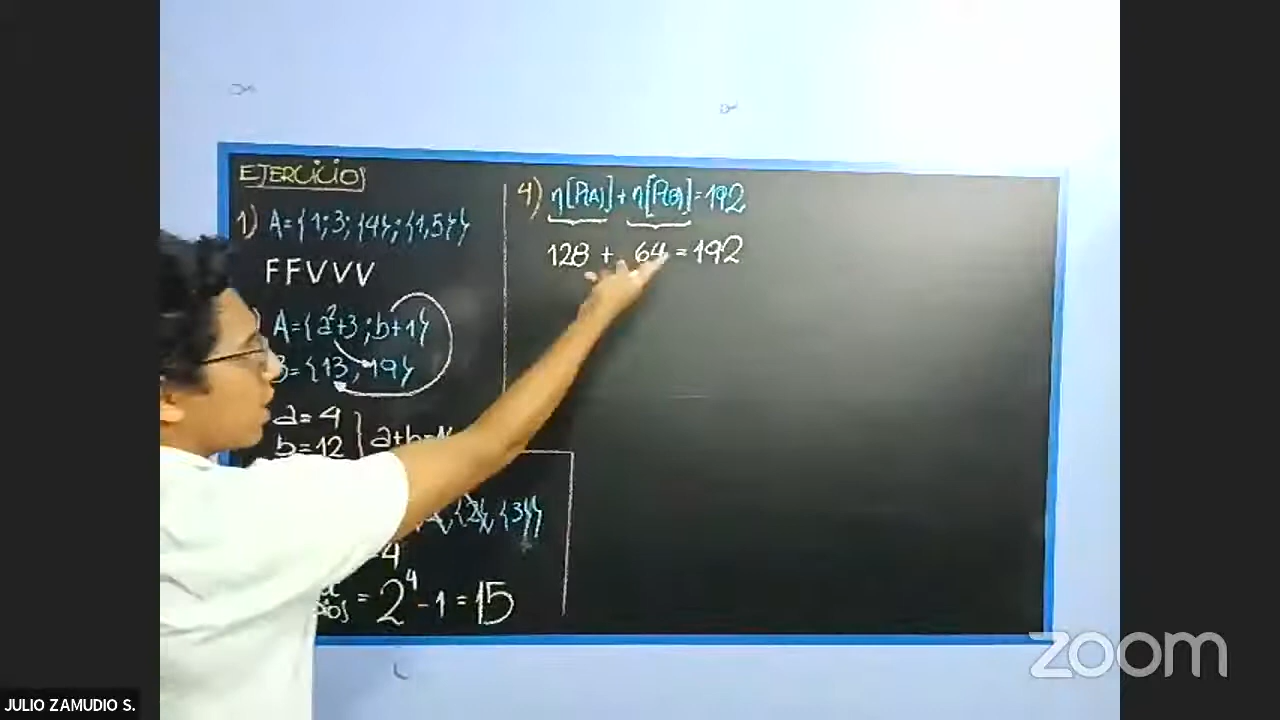 EJERCICIOS
1) A={1;3;{4};{1,5}}
FFVVV
) A={a²+3;b+1}
B={13;19}
a=4
b=12
a+b=
{2},{3}}
4
= 2⁴-1=15
4) η[P(A)]+η[P(B)]=192
128 + 64 =192
zoom
JULIO ZAMUDIO S.